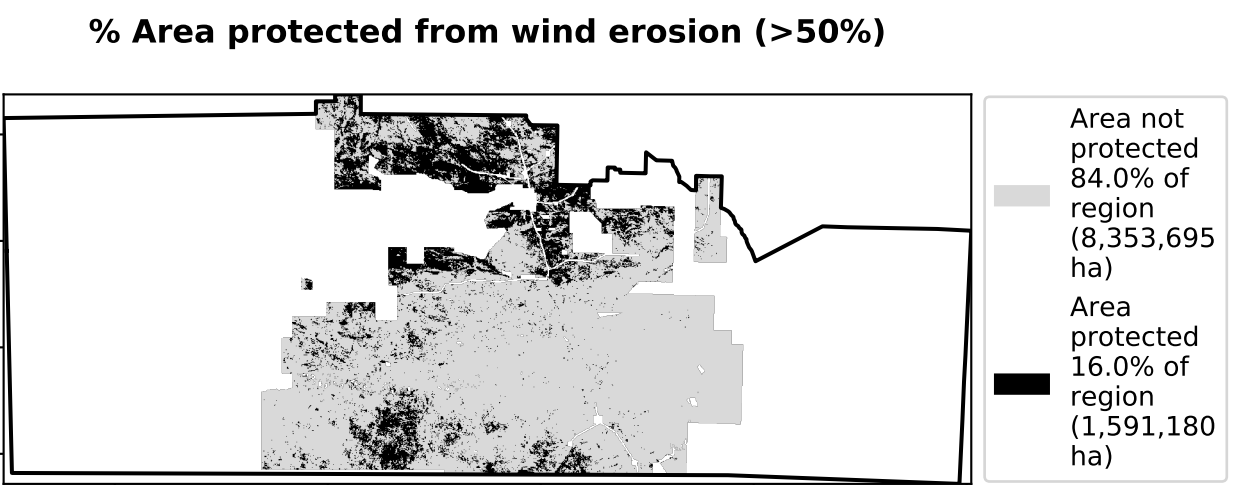 % Area protected from wind erosion (>50%)
Area not
protected
84.0% of
region
(8,353,695
ha)
Area
protected
16.0% of
region
(1,591,180
ha)